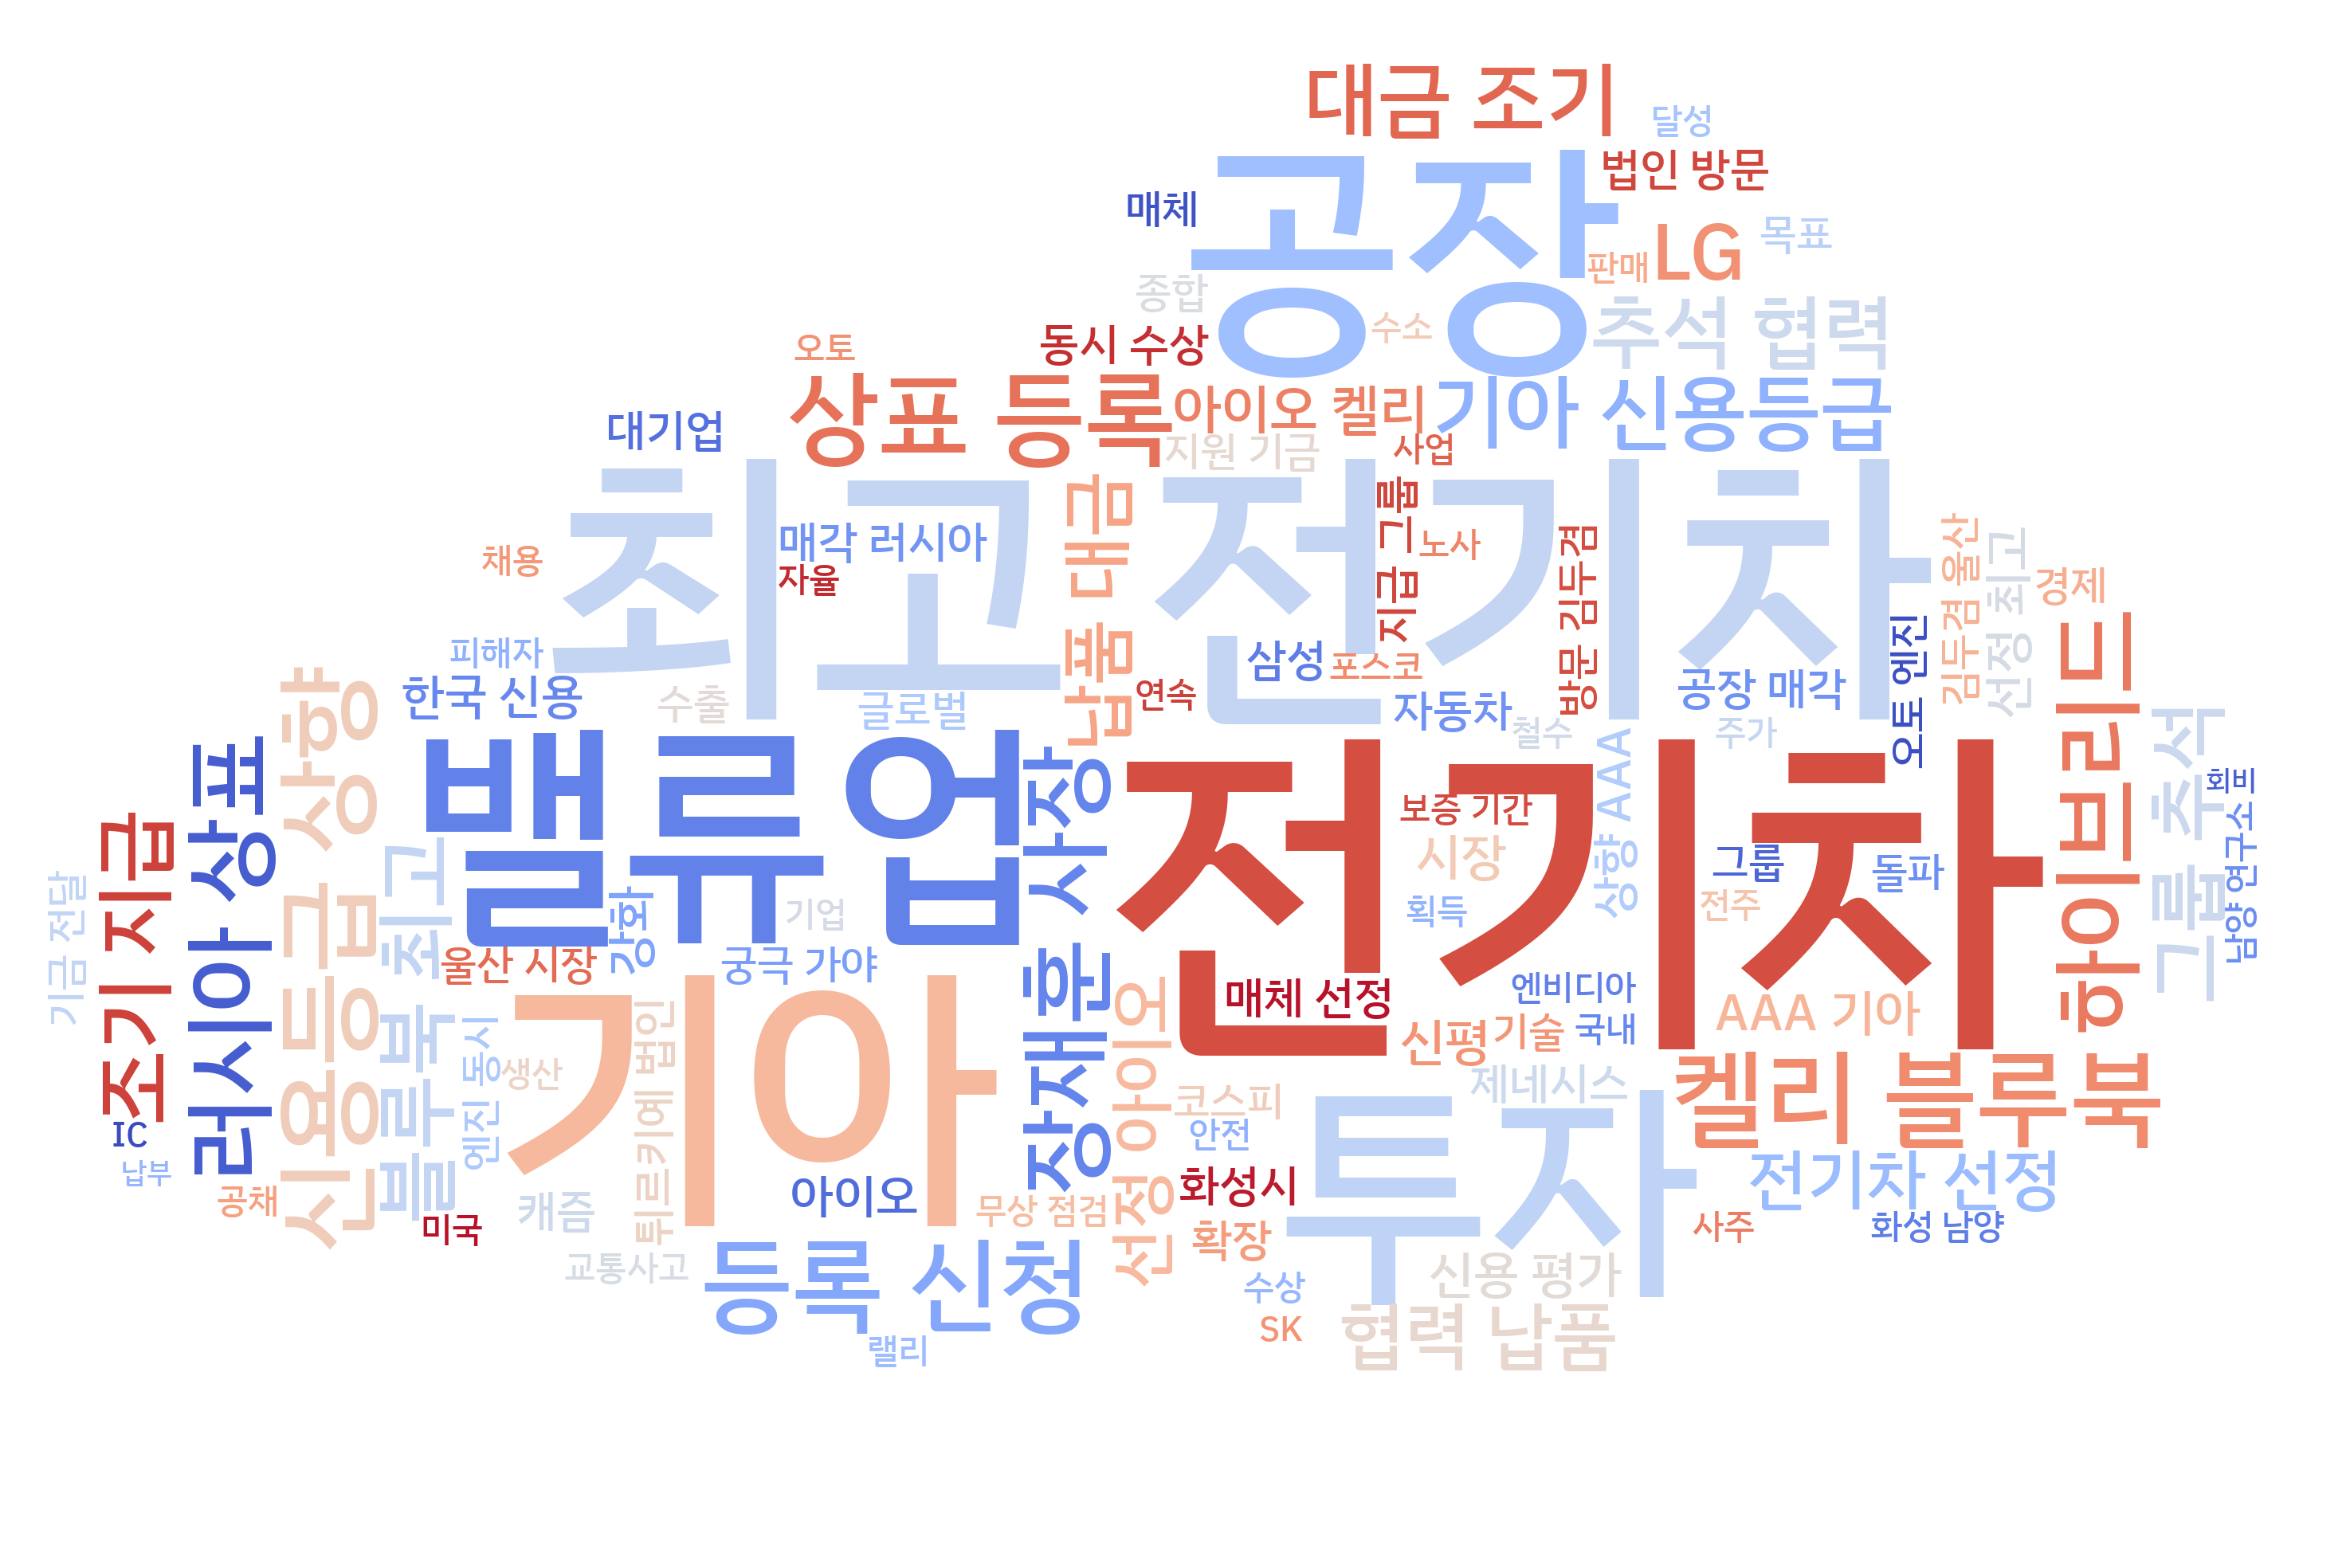 대금 조기
달성
공장
법인 방문
매체
LG
목표
판매
종합
수소
추석 협력
동시 수상
오토
상표 등록
아이오 켈리
기아 신용등급
대기업
지원 기금
사업
최고
전기차
납품 대금
지급 그룹
매각 러시아
노사
방문 김두겸
김두겸 울산
선정 최고
채용
자율
경제
피해자
삼성
포스코
오토 엔진
하이브리드
한국 신용
수출
글로벌
연속
자동차
공장 매각
철수
주가
신용등급 상향
러시아 상표
밸류업
사장
장재훈
전기차
상향 AAA
그룹 추석
회비
조기 지급
보증 기간
시장
그룹
돌파
남양 연구소
기금 전달
블루북 최고
강화
기업
획득
전주
울산 시장
궁극 가야
매체 선정
엔비디아
AAA 기아
기아
선정 아이오
신평
기술
국내
엔진 동시
생산
튀르키예 법인
코스피
제네시스
켈리 블루북
IC
안전
투자
납부
공채
미국
캐즘
아이오
무상 점검
화성시
전기차 선정
확장
사주
화성 남양
교통사고
등록 신청
수상
신용 평가
SK
협력 납품
랠리